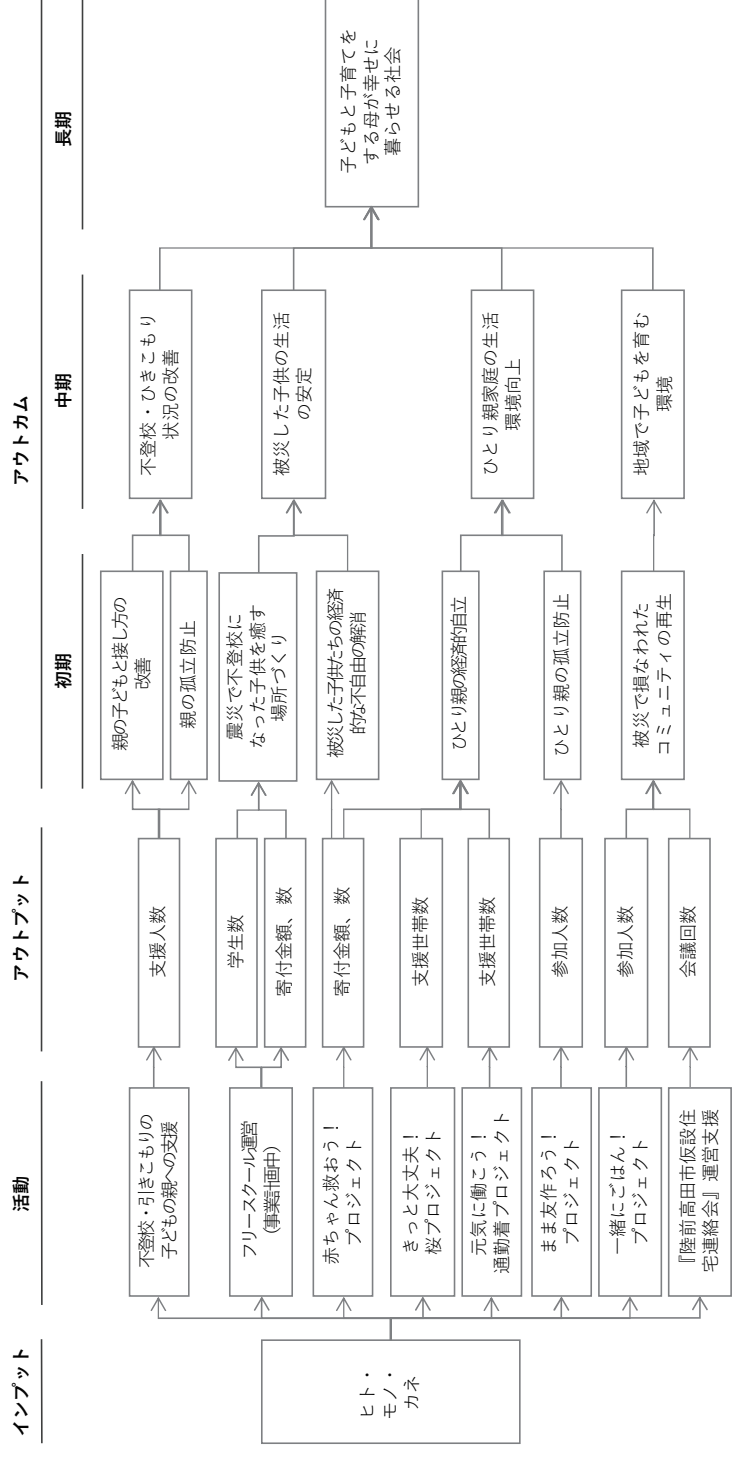 インプット
活動
アウトプット
アウトカム
初期
中期
長期
ヒト・
モノ・
カネ
不登校・引きこもりの
子どもの親への支援
フリースクール運営
(事業計画中)
赤ちゃん救おう！
プロジェクト
きっと大丈夫！
桜プロジェクト
元気に働こう！
通勤着プロジェクト
まま友作ろう！
プロジェクト
一緒にごはん！
プロジェクト
『陸前高田市仮設住
宅連絡会』運営支援
支援人数
学生数
寄付金額、数
寄付金額、数
支援世帯数
支援世帯数
参加人数
参加人数
会議回数
親の子どもと接し方の
改善
親の孤立防止
震災で不登校に
なった子供を癒す
場所づくり
被災した子供たちの経済
的な不自由の解消
ひとり親の経済的自立
ひとり親の孤立防止
被災で損なわれた
コミュニティの再生
不登校・ひきこもり
状況の改善
被災した子供の生活
の安定
ひとり親家庭の生活
環境向上
地域で子どもを育む
環境
子どもと子育てを
する母が幸せに
暮らせる社会